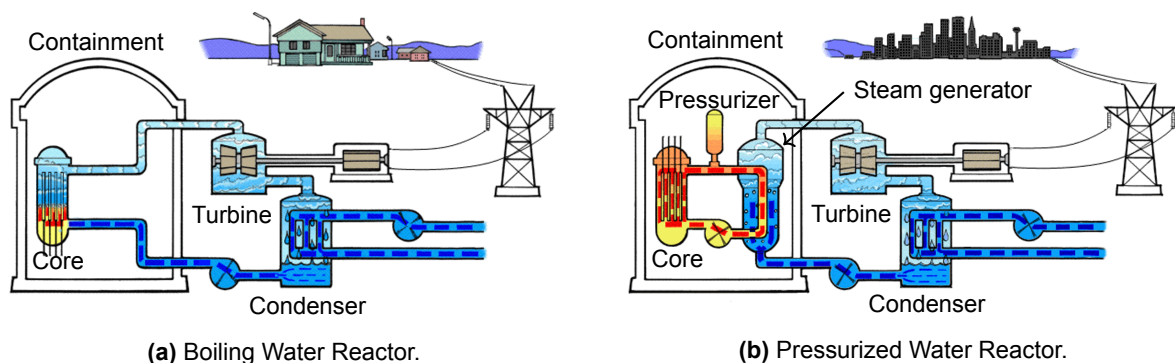 Containment
Turbine
Core
Condenser
(a) Boiling Water Reactor.
Containment
Pressurizer
Steam generator
Turbine
Core
Condenser
(b) Pressurized Water Reactor.